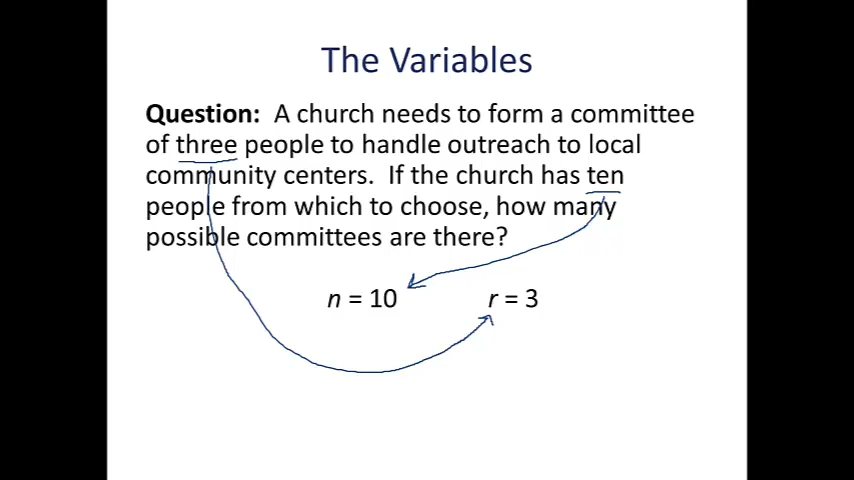 The Variables
Question: A church needs to form a committee
of three people to handle outreach to local
community centers. If the church has ten
people from which to choose, how many
possible committees are there?
n = 10 r = 3